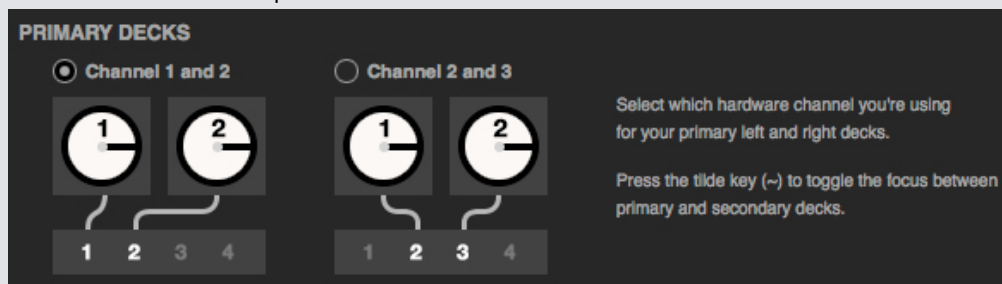 PRIMARY DECKS
Channel 1 and 2
Channel 2 and 3
1 2
1 2
Select which hardware channel you're using
for your primary left and right decks.
Press the tilde key (~) to toggle the focus between
primary and secondary decks.
1 2 3 4
1 2 3 4